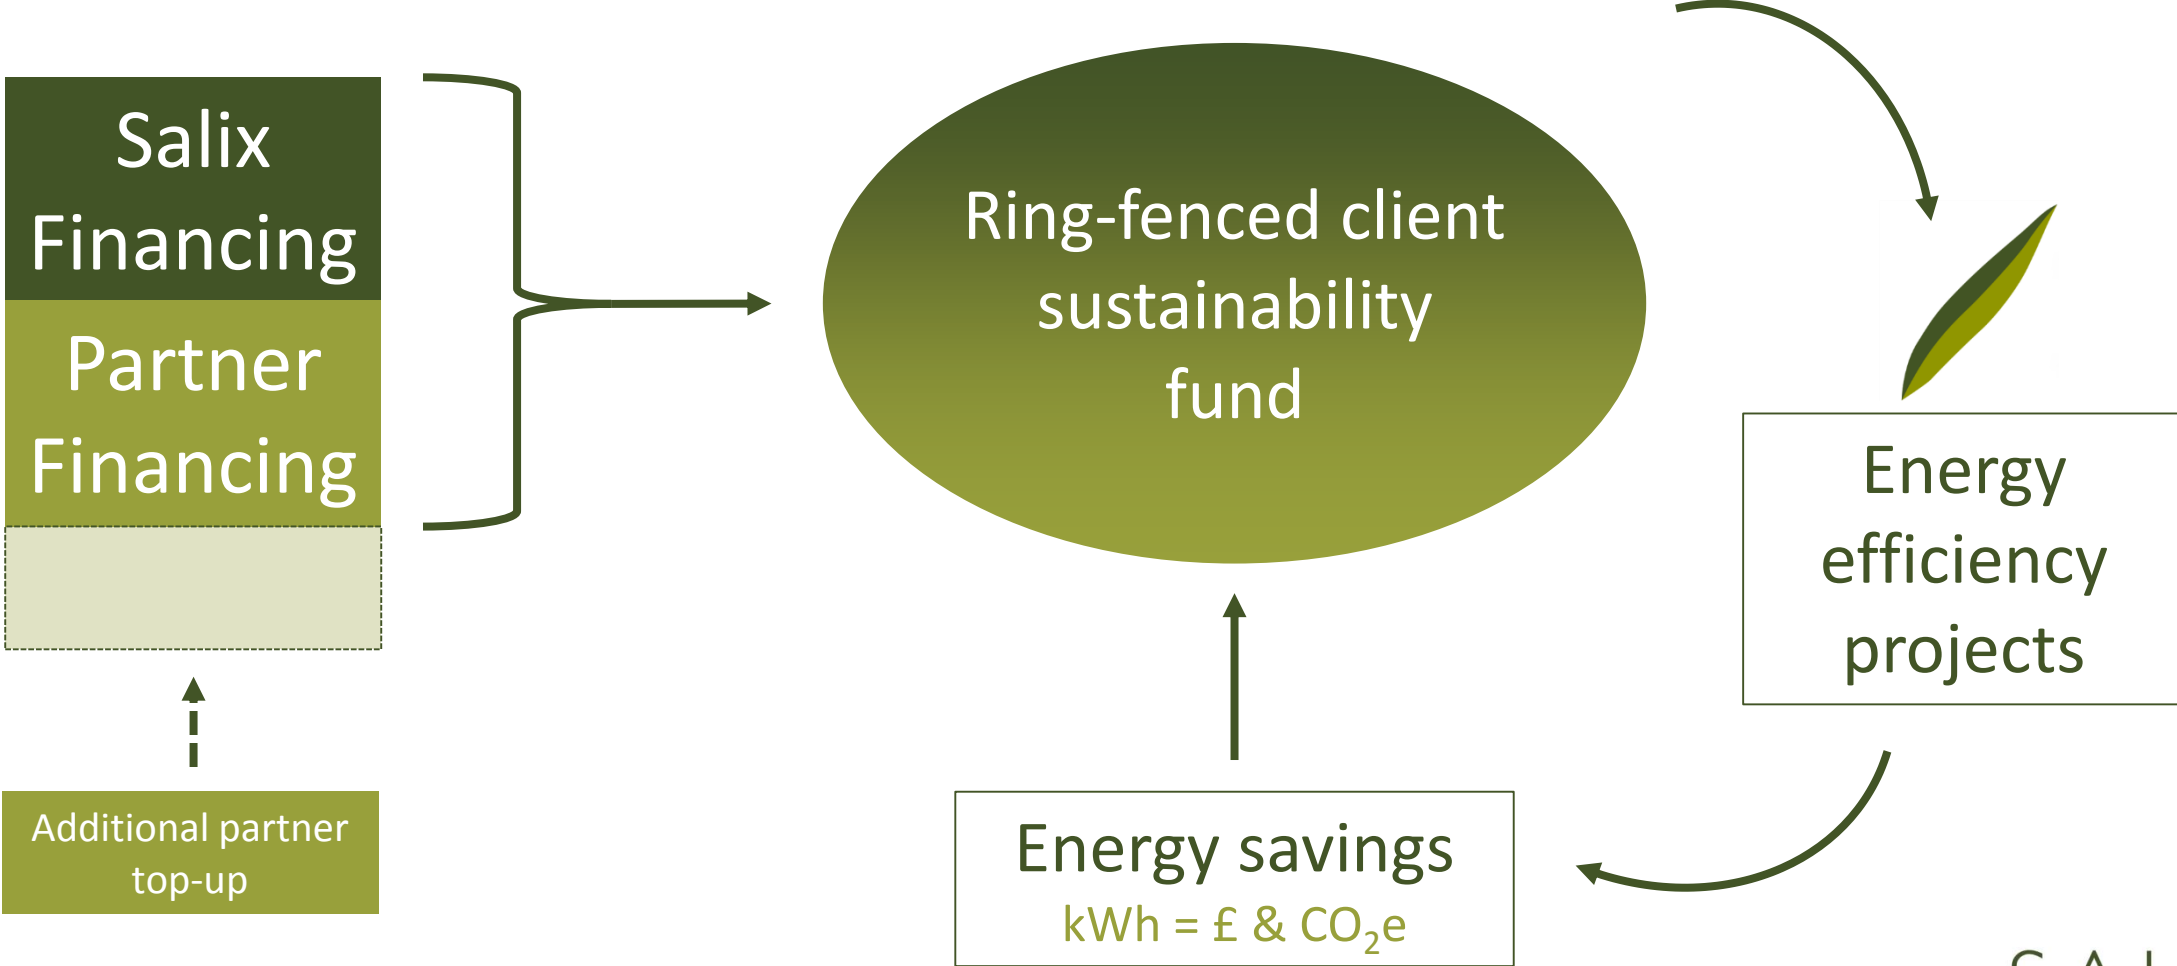 Salix
Financing
Partner
Financing
Additional partner
top-up
Ring-fenced client
sustainability
fund
Energy
efficiency
projects
Energy savings
kWh = £ & CO₂e